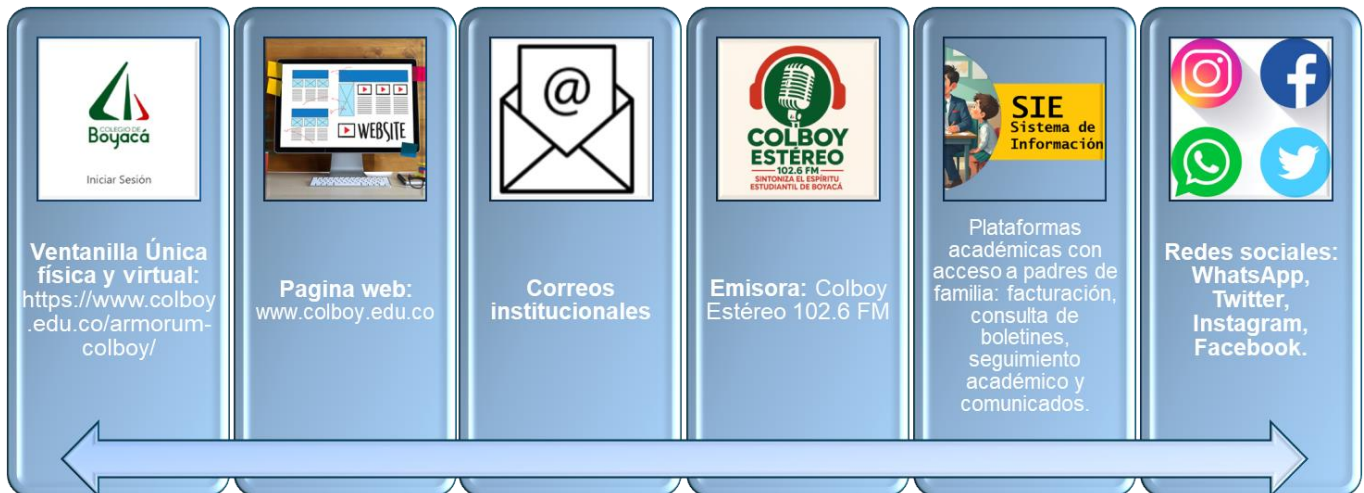 COLEGIO DE
Boyacá
Iniciar Sesión
Ventanilla Única
física y virtual:
https://www.colboy
.edu.co/armorum-
colboy/
WEBSITE
Pagina web:
www.colboy.edu.co
@
Correos
institucionales
COLBOY
ESTÉREO
102.6 FM
SINTONIZA EL ESPÍRITU
ESTUDIANTIL DE BOYACÁ
Emisora: Colboy
Estéreo 102.6 FM
SIE
Sistema de
Información
Plataformas
académicas con
acceso a padres de
familia: facturación,
consulta de
boletines,
seguimiento
académico y
comunicados.
Redes sociales:
WhatsApp,
Twitter,
Instagram,
Facebook.